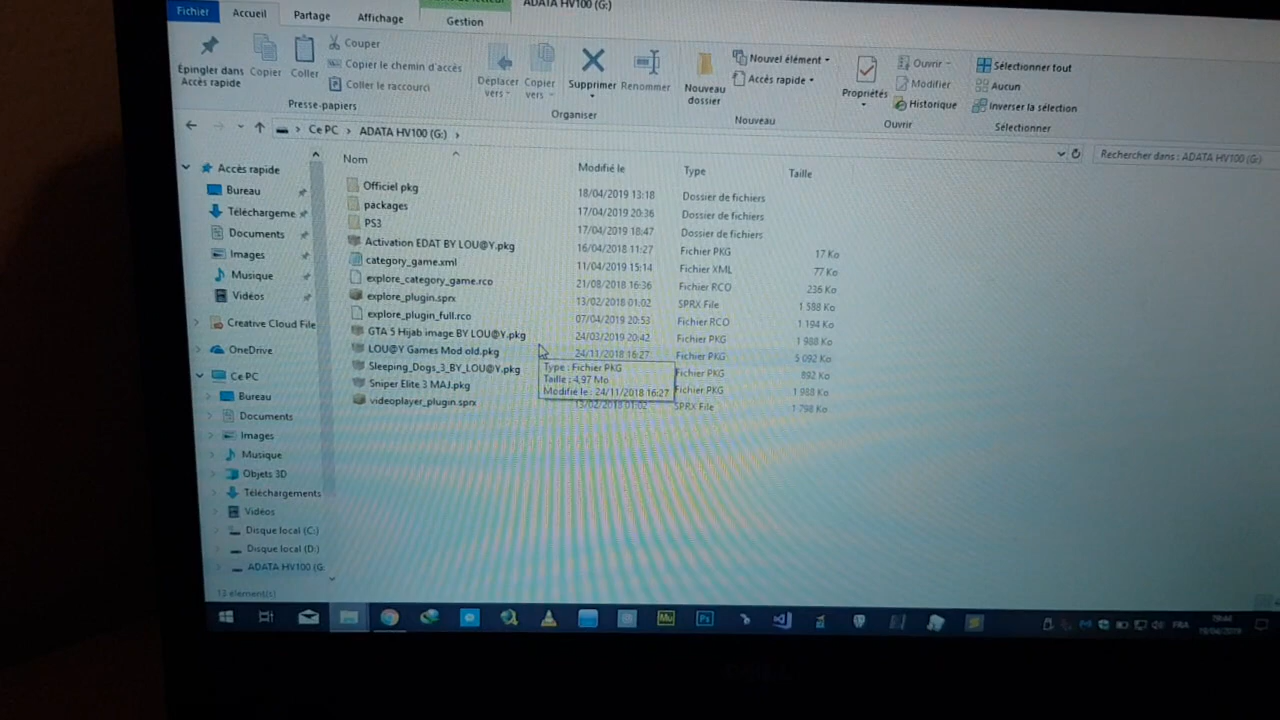 ADATA HV100 (G:)
Fichier Accueil Partage Affichage Gestion
Épingler dans Accès rapide
Copier
Coller
Couper
Copier le chemin d'accès
Coller le raccourci
Presse-papiers
Déplacer vers
Copier vers
Supprimer
Renommer
Organiser
Nouveau dossier
Nouvel élément
Accès rapide
Nouveau
Propriétés
Ouvrir
Modifier
Historique
Ouvrir
Sélectionner tout
Aucun
Inverser la sélection
Sélectionner
Ce PC > ADATA HV100 (G:) >
Rechercher dans : ADATA HV100 (G:)
Accès rapide
Bureau
Téléchargeme
Documents
Images
Musique
Vidéos
Creative Cloud File
OneDrive
Ce PC
Bureau
Documents
Images
Musique
Objets 3D
Téléchargements
Vidéos
Disque local (C:)
Disque local (D:)
ADATA HV100 (G:
13 élément(s)
Nom Modifié le Type Taille
Officiel pkg 18/04/2019 13:18 Dossier de fichiers
packages 17/04/2019 20:36 Dossier de fichiers
PS3 17/04/2019 18:47 Dossier de fichiers
Activation EDAT BY LOU@Y.pkg 16/04/2018 11:27 Fichier PKG 17 Ko
category_game.xml 11/04/2019 15:14 Fichier XML 77 Ko
explore_category_game.rco 21/08/2018 16:36 Fichier RCO 236 Ko
explore_plugin.sprx 13/02/2018 01:02 SPRX File 1 588 Ko
explore_plugin_full.rco 07/04/2019 20:53 Fichier RCO 1 194 Ko
GTA 5 Hijab image BY LOU@Y.pkg 24/03/2019 20:42 Fichier PKG 1 988 Ko
LOU@Y Games Mod old.pkg 24/11/2018 16:27 Fichier PKG 5 092 Ko
Sleeping_Dogs_3_BY_LOU@Y.pkg Fichier PKG 892 Ko
Sniper Elite 3 MAJ.pkg Fichier PKG 1 988 Ko
videoplayer_plugin.sprx 13/02/2018 01:02 SPRX File 1 798 Ko
Type : Fichier PKG
Taille : 4,97 Mo
Modifié le : 24/11/2018 16:27
Mu
Ps
FRA